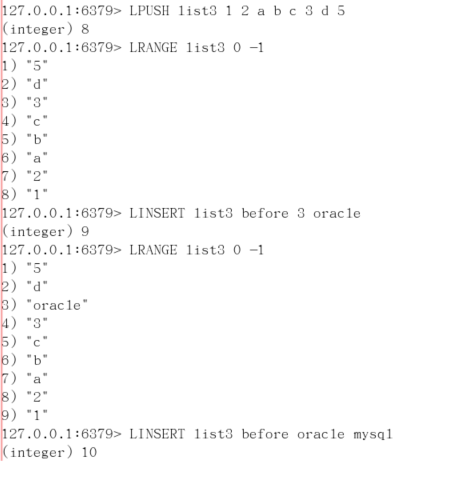 127.0.0.1:6379> LPUSH list3 1 2 a b c 3 d 5
(integer) 8
127.0.0.1:6379> LRANGE list3 0 -1
1) "5"
2) "d"
3) "3"
4) "c"
5) "b"
6) "a"
7) "2"
8) "1"
127.0.0.1:6379> LINSERT list3 before 3 oracle
(integer) 9
127.0.0.1:6379> LRANGE list3 0 -1
1) "5"
2) "d"
3) "oracle"
4) "3"
5) "c"
6) "b"
7) "a"
8) "2"
9) "1"
127.0.0.1:6379> LINSERT list3 before oracle mysql
(integer) 10